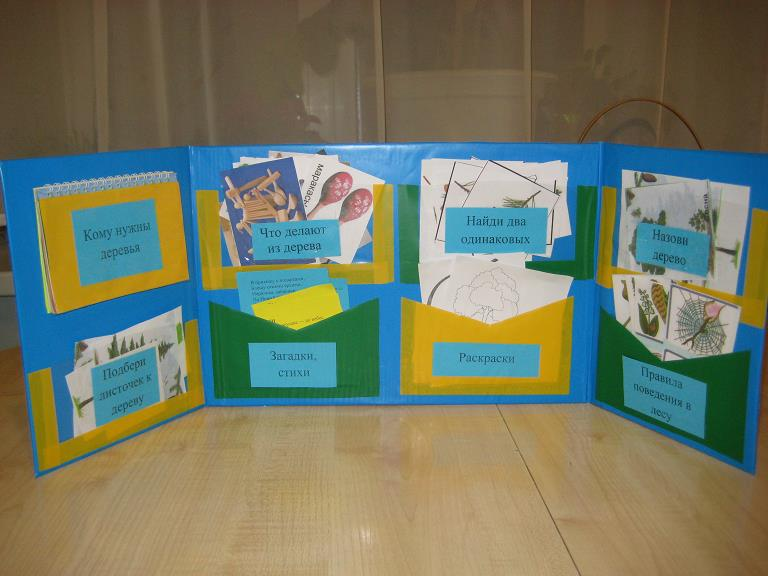 Кому нужны
деревья
Подбери
листочек к
дереву
маракас
Что делают
из дерева
Загадки,
стихи
Найди два
одинаковых
Раскраски
Назови
дерево
Правила
поведения в
лесу